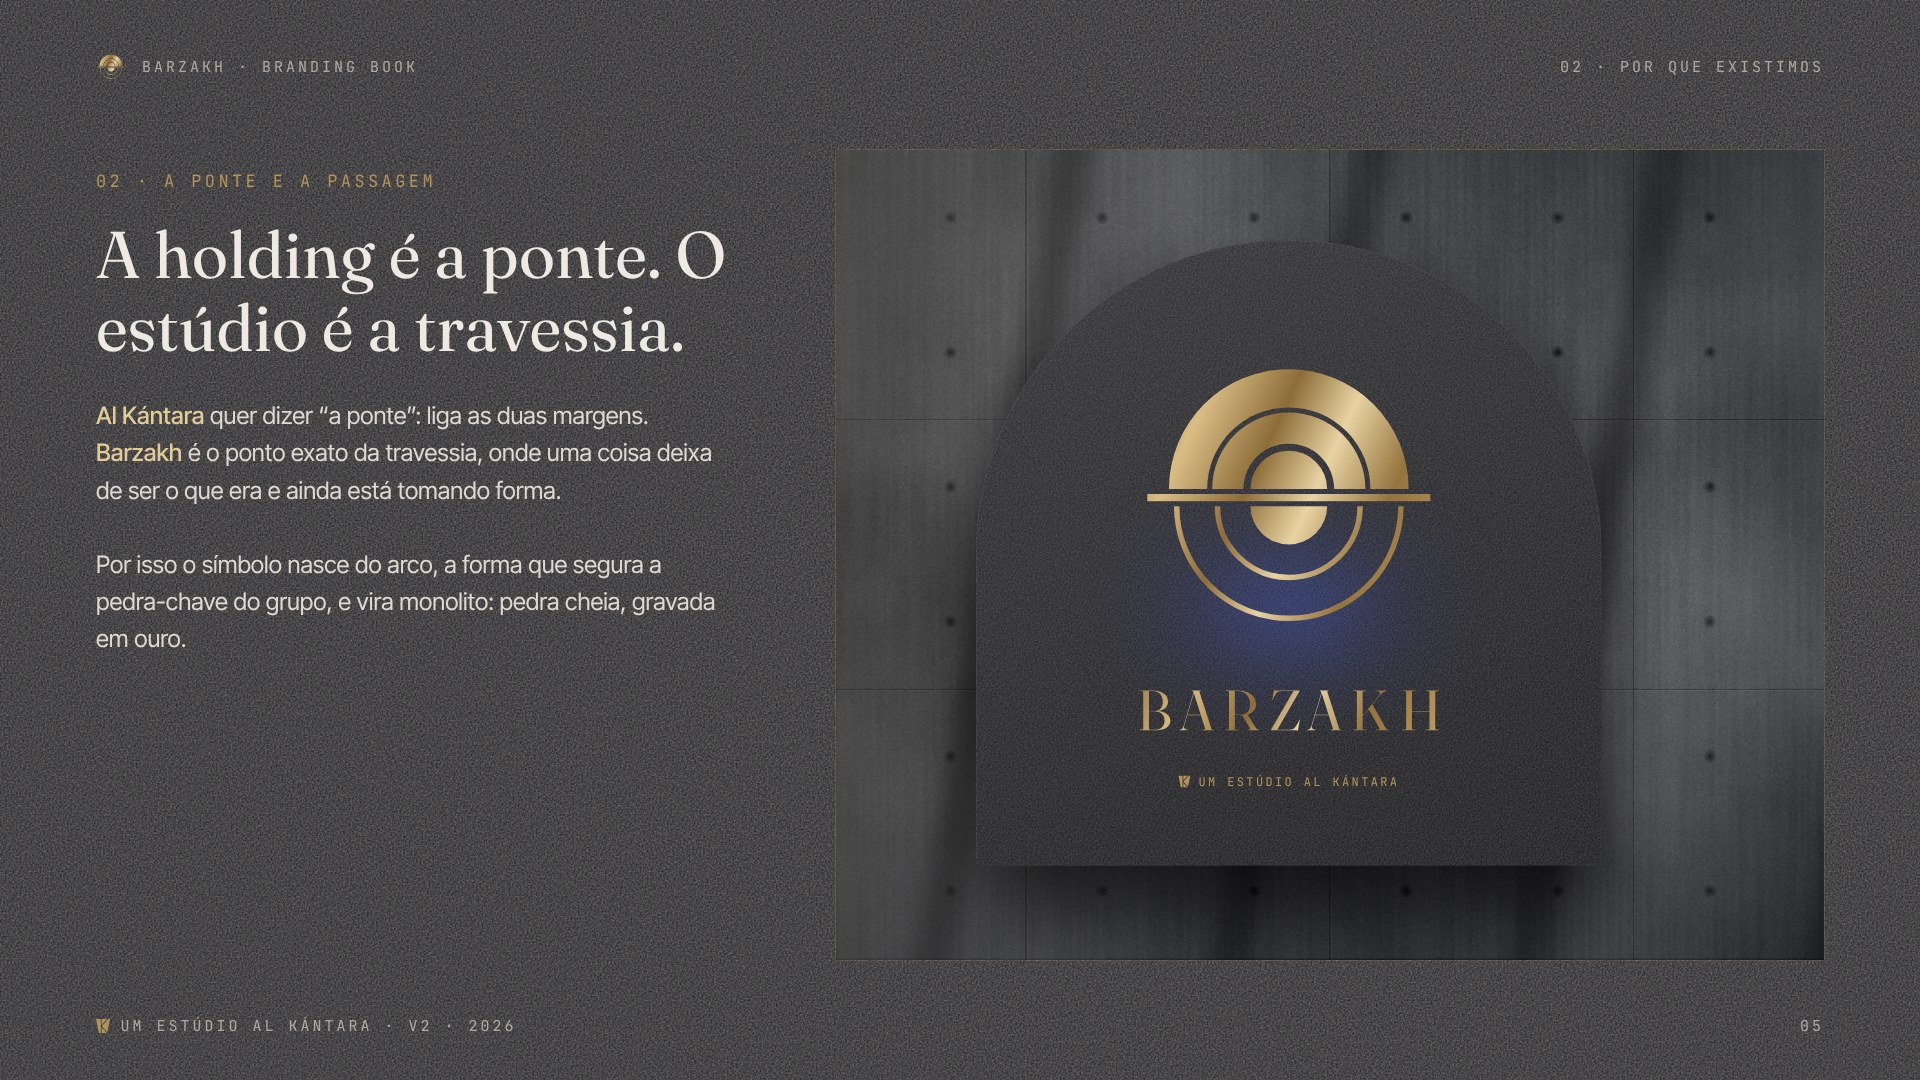 BARZAKH · BRANDING BOOK
02 · POR QUE EXISTIMOS
02 · A PONTE E A PASSAGEM
A holding é a ponte. O
estúdio é a travessia.
Al Kántara quer dizer “a ponte”: liga as duas margens.
Barzakh é o ponto exato da travessia, onde uma coisa deixa
de ser o que era e ainda está tomando forma.
Por isso o símbolo nasce do arco, a forma que segura a
pedra-chave do grupo, e vira monolito: pedra cheia, gravada
em ouro.
BARZAKH
UM ESTÚDIO AL KÁNTARA
UM ESTÚDIO AL KÁNTARA · V2 · 2026
05